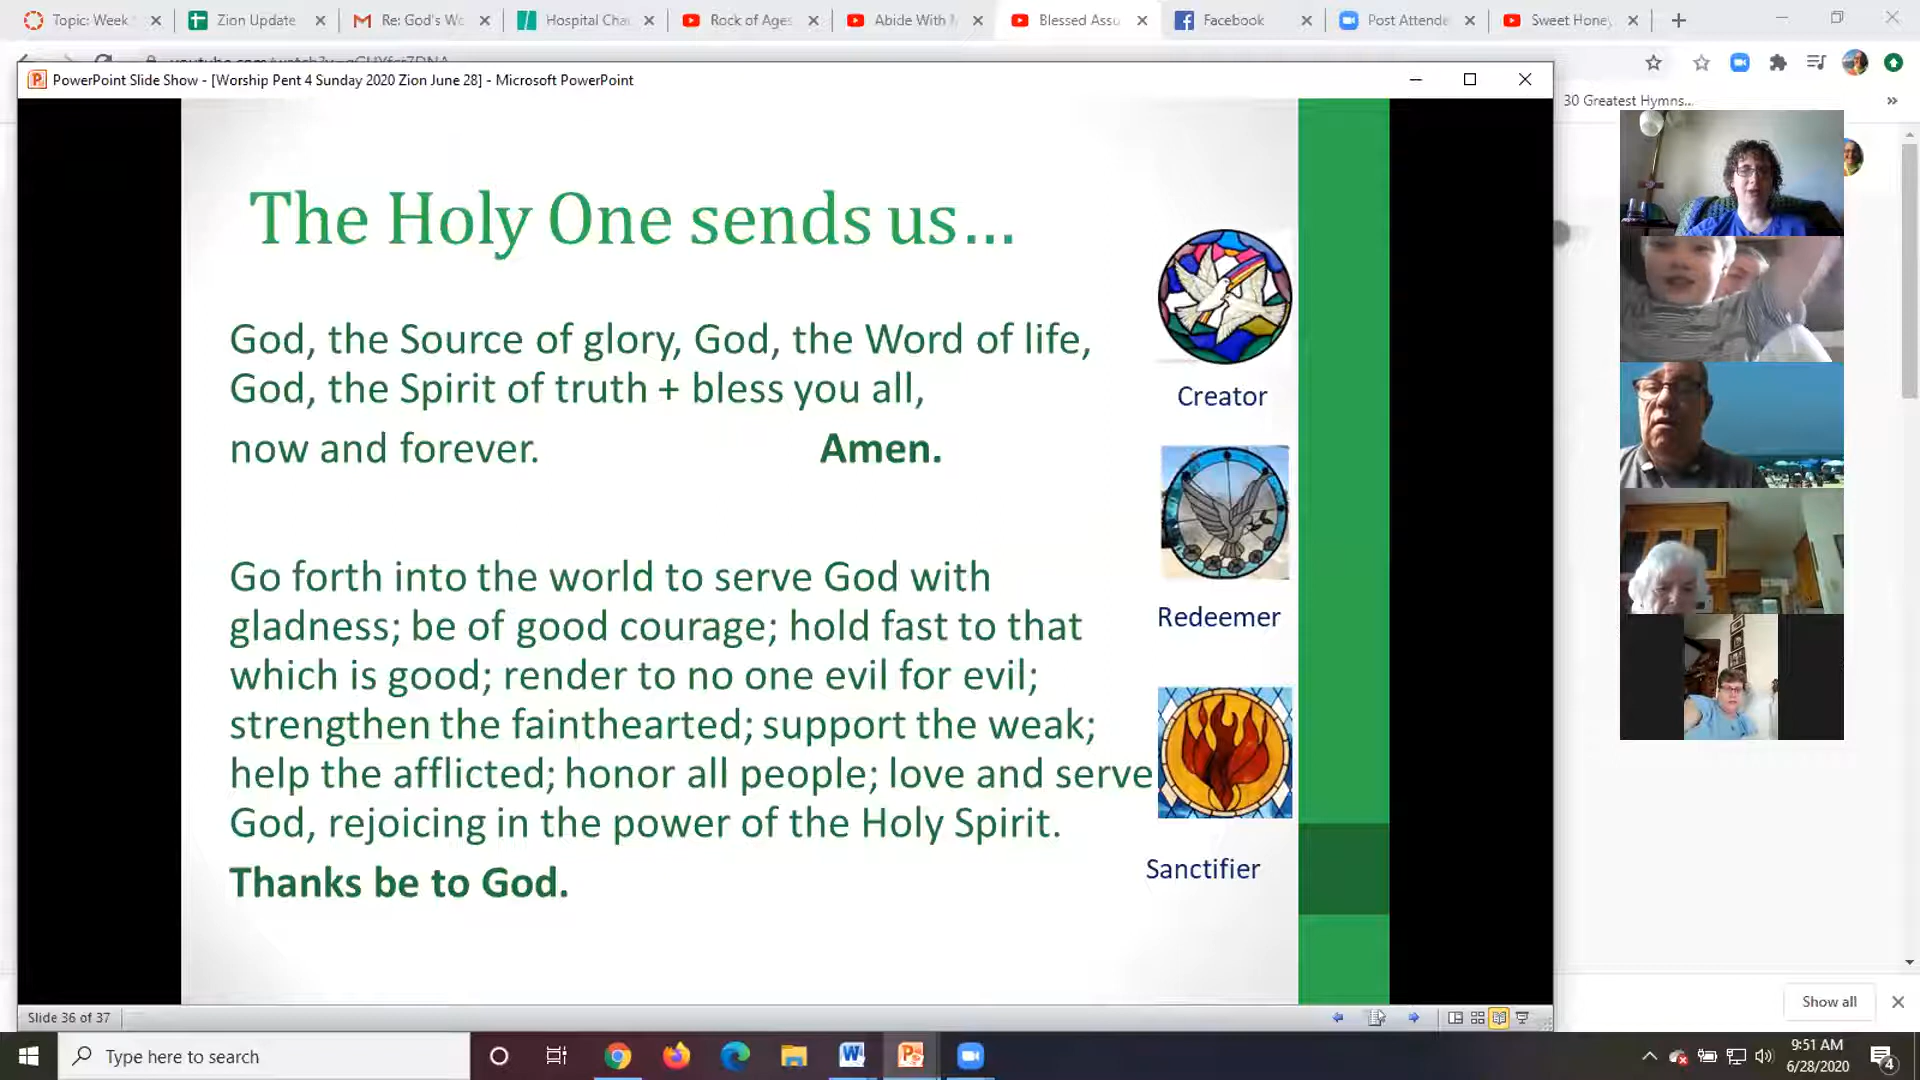 Topic: Week
Zion Update
Re: God's Wo
Hospital Cha
Rock of Ages
Abide With
Blessed Assu
Facebook
Post Attende
Sweet Honey
PowerPoint Slide Show - [Worship Pent 4 Sunday 2020 Zion June 28] - Microsoft PowerPoint
30 Greatest Hymns...
The Holy One sends us...
God, the Source of glory, God, the Word of life,
God, the Spirit of truth + bless you all,
now and forever. Amen.
Creator
Go forth into the world to serve God with
gladness; be of good courage; hold fast to that
which is good; render to no one evil for evil;
strengthen the fainthearted; support the weak;
help the afflicted; honor all people; love and serve
God, rejoicing in the power of the Holy Spirit.
Thanks be to God.
Redeemer
Sanctifier
Show all
Slide 36 of 37
Type here to search
9:51 AM
6/28/2020
4